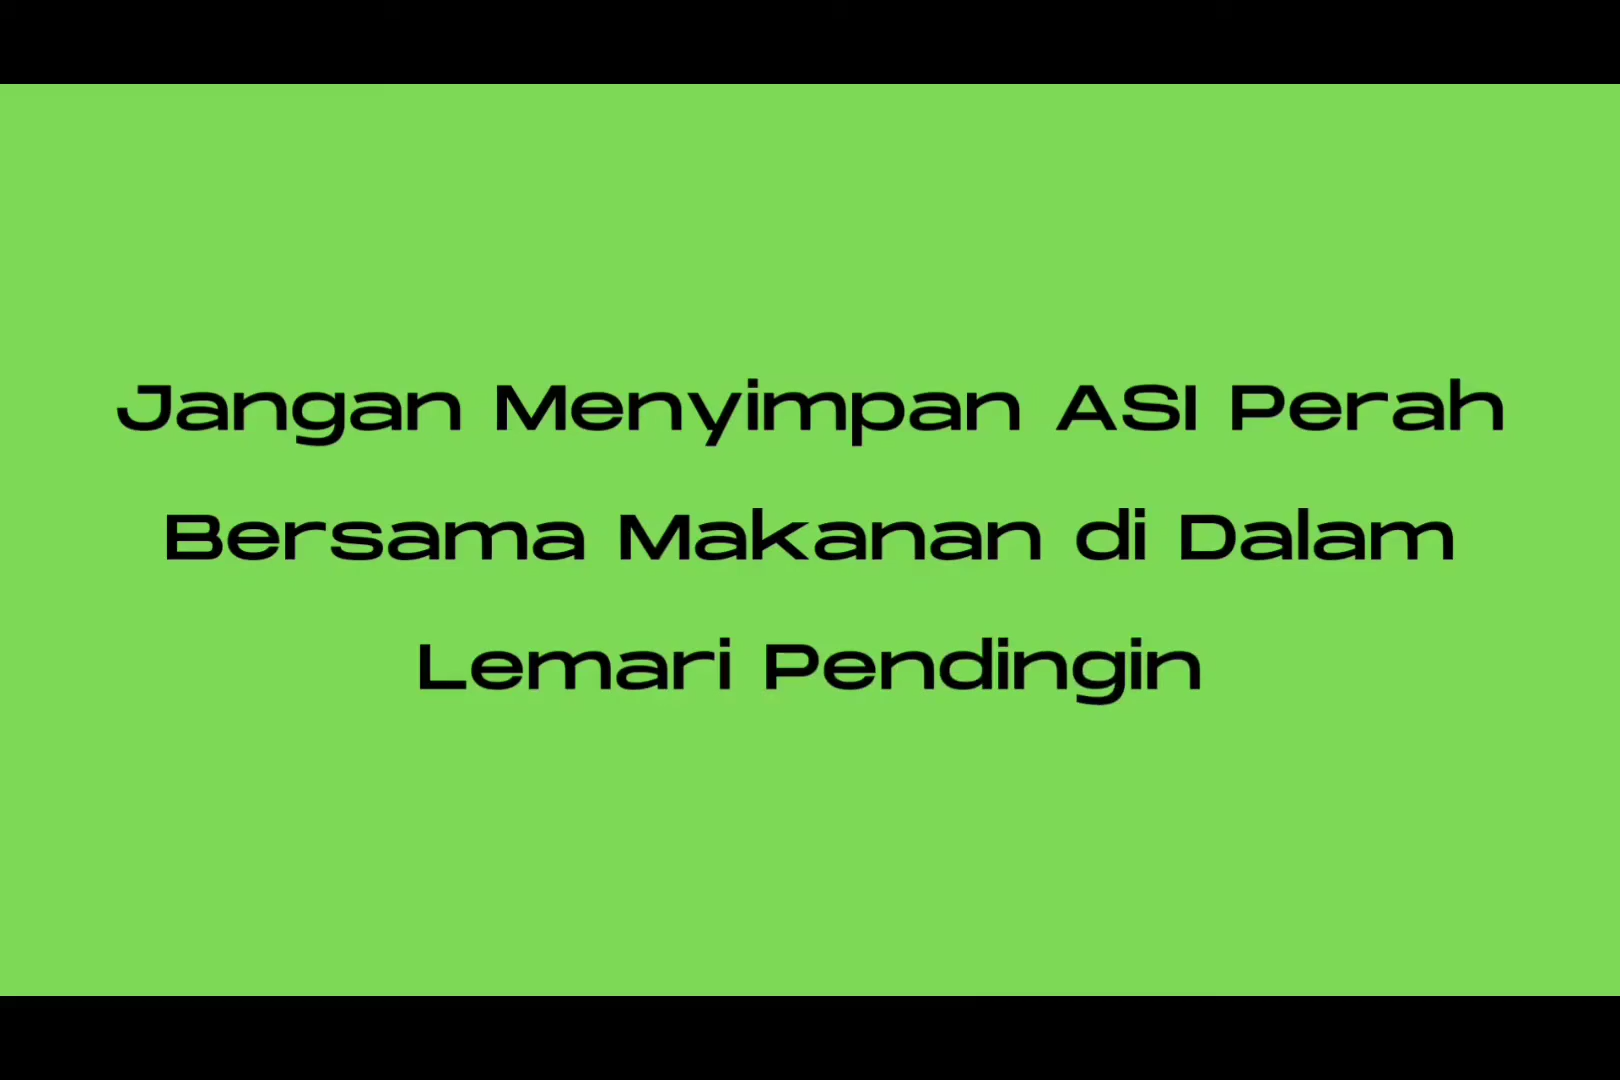 Jangan Menyimpan ASI Perah
Bersama Makanan di Dalam
Lemari Pendingin